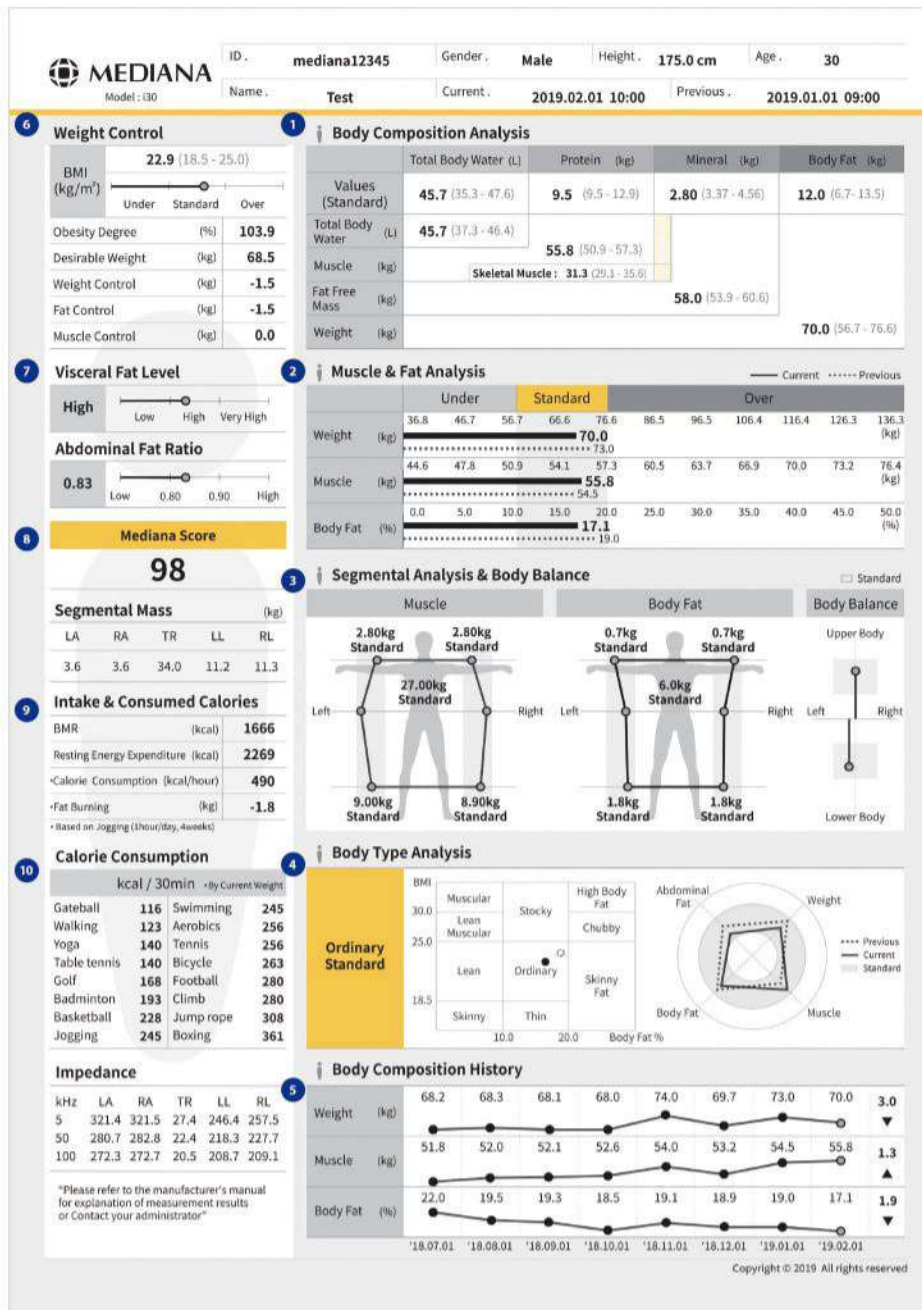 MEDIANA
Model : i30
ID . mediana12345 Gender . Male Height . 175.0 cm Age . 30
Name . Test Current . 2019.02.01 10:00 Previous . 2019.01.01 09:00
6 Weight Control
BMI (kg/m²) 22.9 (18.5 - 25.0)
Under Standard Over
Obesity Degree (%) 103.9
Desirable Weight (kg) 68.5
Weight Control (kg) -1.5
Fat Control (kg) -1.5
Muscle Control (kg) 0.0
7 Visceral Fat Level
High
Low High Very High
Abdominal Fat Ratio
0.83
Low 0.80 0.90 High
8 Mediana Score
98
Segmental Mass (kg)
LA RA TR LL RL
3.6 3.6 34.0 11.2 11.3
9 Intake & Consumed Calories
BMR (kcal) 1666
Resting Energy Expenditure (kcal) 2269
•Calorie Consumption (kcal/hour) 490
•Fat Burning (kg) -1.8
• Based on Jogging (1hour/day, 4weeks)
10 Calorie Consumption
kcal / 30min •By Current Weight
Gateball 116 Swimming 245
Walking 123 Aerobics 256
Yoga 140 Tennis 256
Table tennis 140 Bicycle 263
Golf 168 Football 280
Badminton 193 Climb 280
Basketball 228 Jump rope 308
Jogging 245 Boxing 361
Impedance
kHz LA RA TR LL RL
5 321.4 321.5 27.4 246.4 257.5
50 280.7 282.8 22.4 218.3 227.7
100 272.3 272.7 20.5 208.7 209.1
"Please refer to the manufacturer's manual
for explanation of measurement results
or Contact your administrator"
1 Body Composition Analysis
Total Body Water (L) Protein (kg) Mineral (kg) Body Fat (kg)
Values (Standard) 45.7 (35.3 - 47.6) 9.5 (9.5 - 12.9) 2.80 (3.37 - 4.56) 12.0 (6.7- 13.5)
Total Body Water (L) 45.7 (37.3 - 46.4)
Muscle (kg) 55.8 (50.9 - 57.3)
Skeletal Muscle : 31.3 (29.1 - 35.6)
Fat Free Mass (kg) 58.0 (53.9 - 60.6)
Weight (kg) 70.0 (56.7 - 76.6)
2 Muscle & Fat Analysis
Current Previous
Under Standard Over
Weight (kg) 36.8 46.7 56.7 66.6 76.6 86.5 96.5 106.4 116.4 126.3 136.3 (kg)
70.0
73.0
Muscle (kg) 44.6 47.8 50.9 54.1 57.3 60.5 63.7 66.9 70.0 73.2 76.4 (kg)
55.8
54.5
Body Fat (%) 0.0 5.0 10.0 15.0 20.0 25.0 30.0 35.0 40.0 45.0 50.0 (%)
17.1
19.0
3 Segmental Analysis & Body Balance
Standard
Muscle Body Fat Body Balance
2.80kg Standard 2.80kg Standard
27.00kg Standard
Left Right
9.00kg Standard 8.90kg Standard
0.7kg Standard 0.7kg Standard
6.0kg Standard
Left Right
1.8kg Standard 1.8kg Standard
Upper Body
Left Right
Lower Body
4 Body Type Analysis
Ordinary Standard
BMI
30.0
25.0
18.5
Muscular Stocky High Body Fat
Lean Muscular Chubby
Lean Ordinary Skinny Fat
Skinny Thin
10.0 20.0 Body Fat %
Abdominal Fat Weight
Body Fat Muscle
Previous
Current
Standard
5 Body Composition History
Weight (kg) 68.2 68.3 68.1 68.0 74.0 69.7 73.0 70.0 3.0 ▼
Muscle (kg) 51.8 52.0 52.1 52.6 54.0 53.2 54.5 55.8 1.3 ▲
Body Fat (%) 22.0 19.5 19.3 18.5 19.1 18.9 19.0 17.1 1.9 ▼
'18.07.01 '18.08.01 '18.09.01 '18.10.01 '18.11.01 '18.12.01 '19.01.01 '19.02.01
Copyright © 2019 All rights reserved